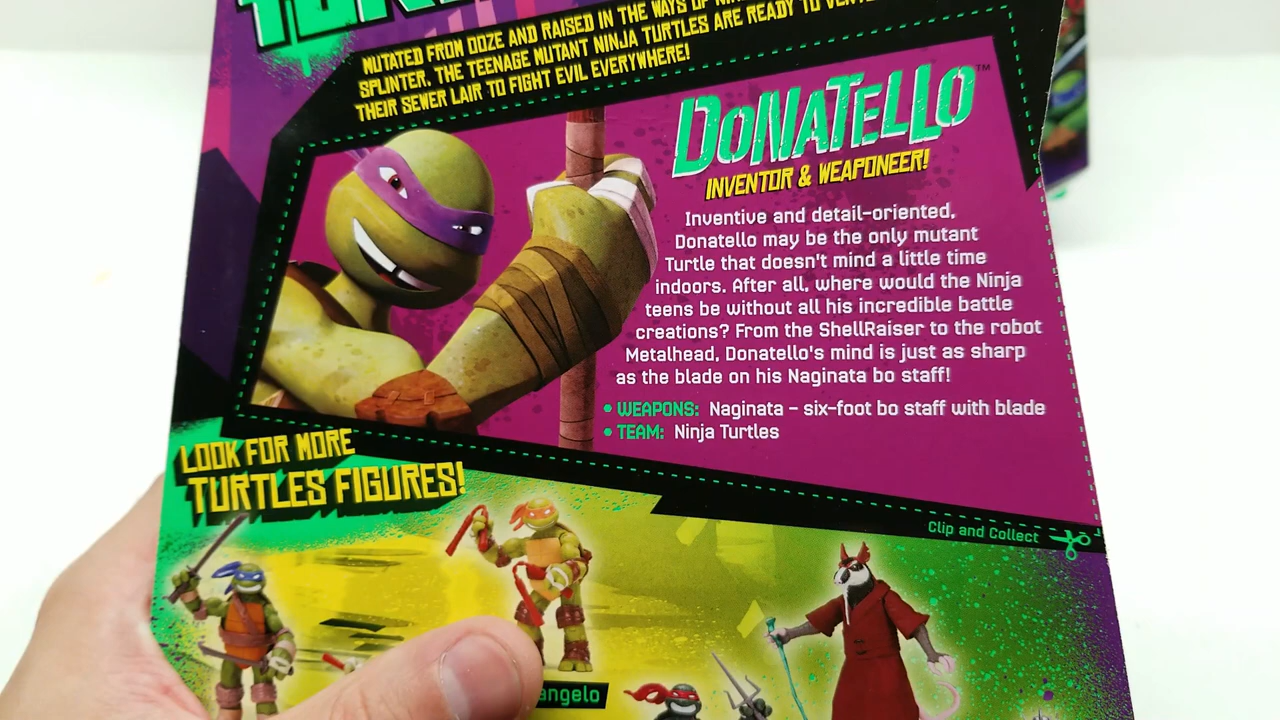 MUTATED FROM OOZE AND RAISED IN THE WAYS OF
SPLINTER, THE TEENAGE MUTANT NINJA TURTLES ARE READY TO
THEIR SEWER LAIR TO FIGHT EVIL EVERYWHERE!
DONATELLO™
INVENTOR & WEAPONEER!
Inventive and detail-oriented,
Donatello may be the only mutant
Turtle that doesn't mind a little time
indoors. After all, where would the Ninja
teens be without all his incredible battle
creations? From the ShellRaiser to the robot
Metalhead, Donatello's mind is just as sharp
as the blade on his Naginata bo staff!
• WEAPONS: Naginata - six-foot bo staff with blade
• TEAM: Ninja Turtles
LOOK FOR MORE
TURTLES FIGURES!
Clip and Collect
angelo